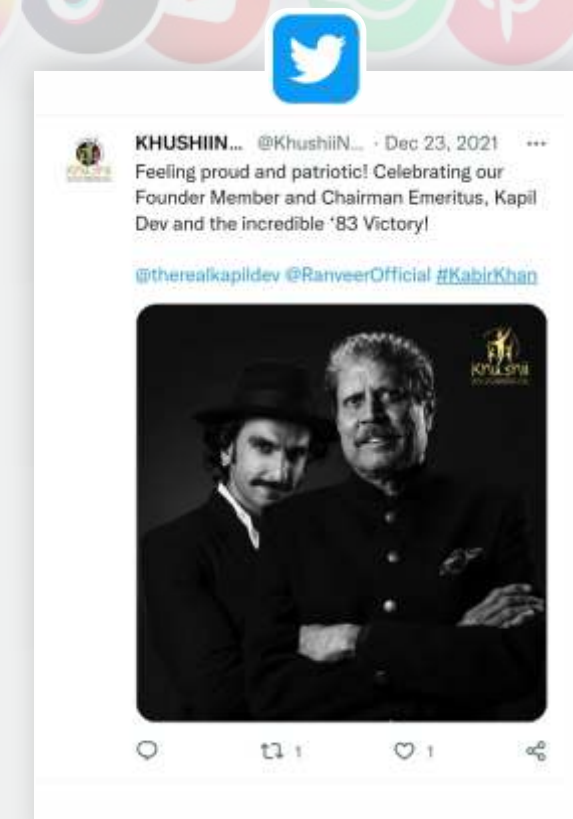 KHUSHIIN... @KhushiiN... · Dec 23, 2021 ...
Feeling proud and patriotic! Celebrating our
Founder Member and Chairman Emeritus, Kapil
Dev and the incredible ‘83 Victory!
@therealkapildev @RanveerOfficial #KabirKhan
Khushii
1 1